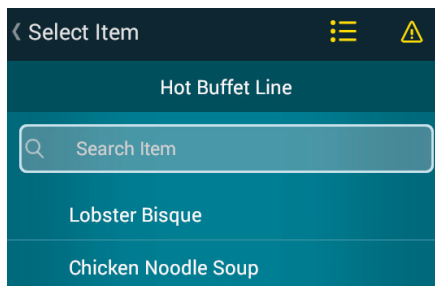 Select Item
Hot Buffet Line
Search Item
Lobster Bisque
Chicken Noodle Soup